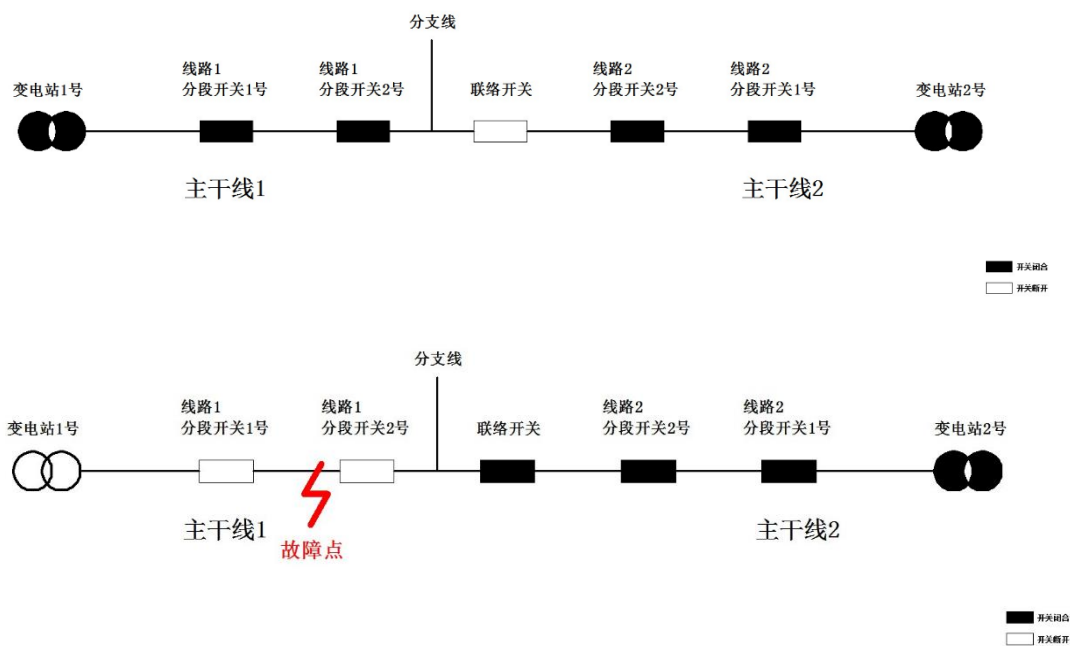 分支线
线路1
分段开关1号
线路1
分段开关2号
线路2
分段开关2号
线路2
分段开关1号
变电站1号
联络开关
变电站2号
主干线1
主干线2
开关闭合
开关断开
分支线
线路1
分段开关1号
线路1
分段开关2号
线路2
分段开关2号
线路2
分段开关1号
变电站1号
联络开关
变电站2号
主干线1
主干线2
故障点
开关闭合
开关断开